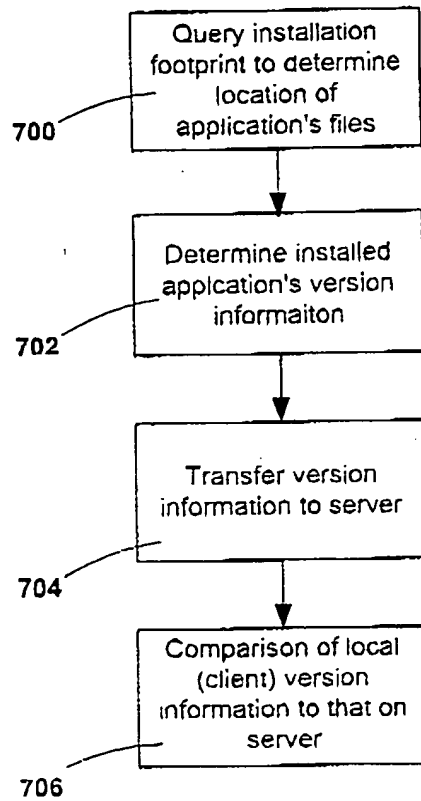 Query installation
footprint to determine
location of
application's files
700
Determine installed
applcation's version
informaiton
702
Transfer version
information to server
704
Comparison of local
(client) version
information to that on
server
706